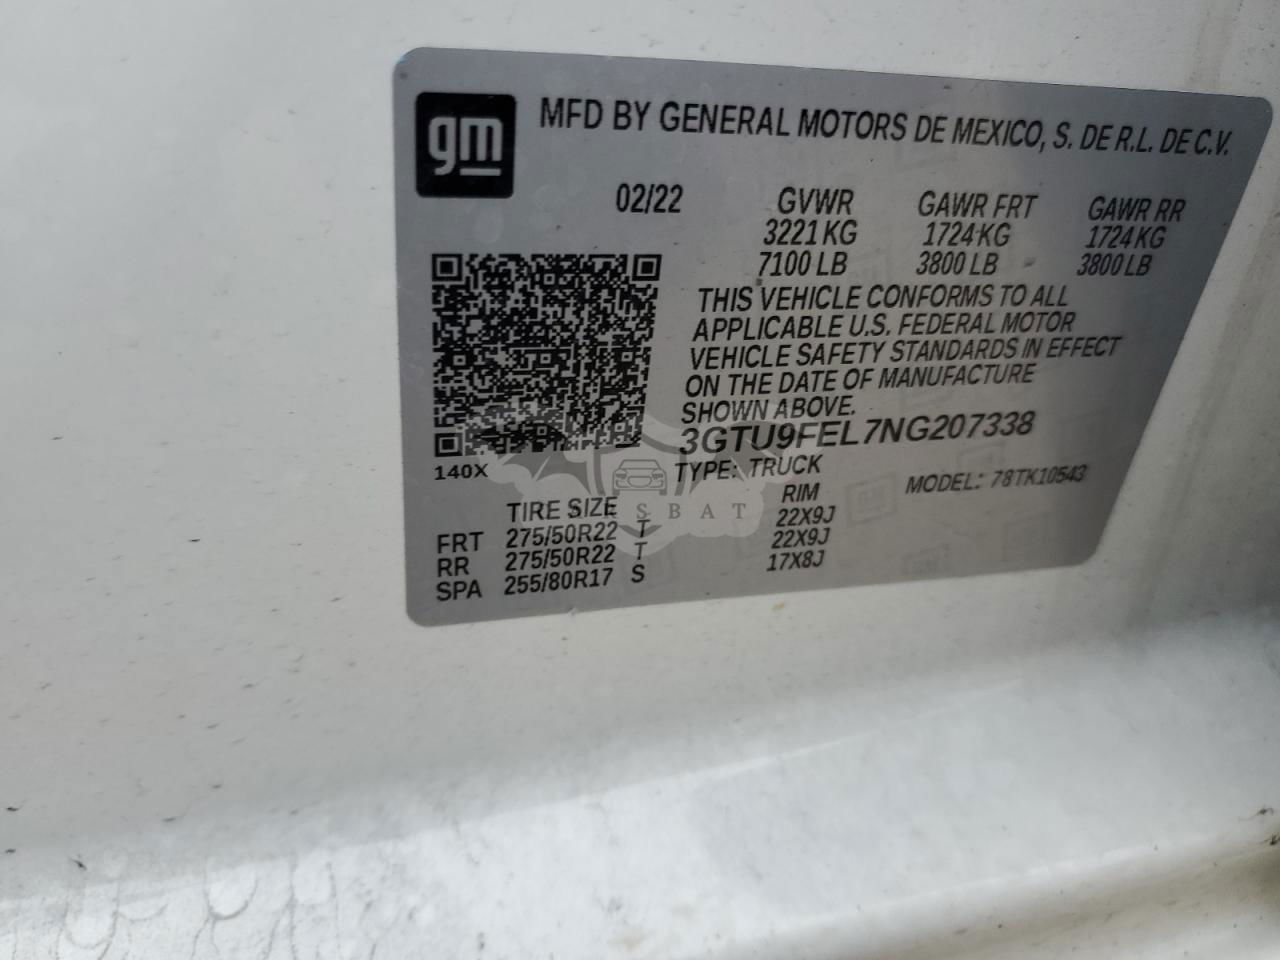 gm
MFD BY GENERAL MOTORS DE MEXICO, S. DE R.L. DE C.V.
02/22 GVWR GAWR FRT GAWR RR
3221 KG 1724 KG 1724 KG
7100 LB 3800 LB 3800 LB
THIS VEHICLE CONFORMS TO ALL
APPLICABLE U.S. FEDERAL MOTOR
VEHICLE SAFETY STANDARDS IN EFFECT
ON THE DATE OF MANUFACTURE
SHOWN ABOVE.
3GTU9FEL7NG207338
140X TYPE: TRUCK MODEL: 78TK10543
TIRE SIZE RIM
FRT 275/50R22 T 22X9J
RR 275/50R22 T 22X9J
SPA 255/80R17 S 17X8J
SBAT